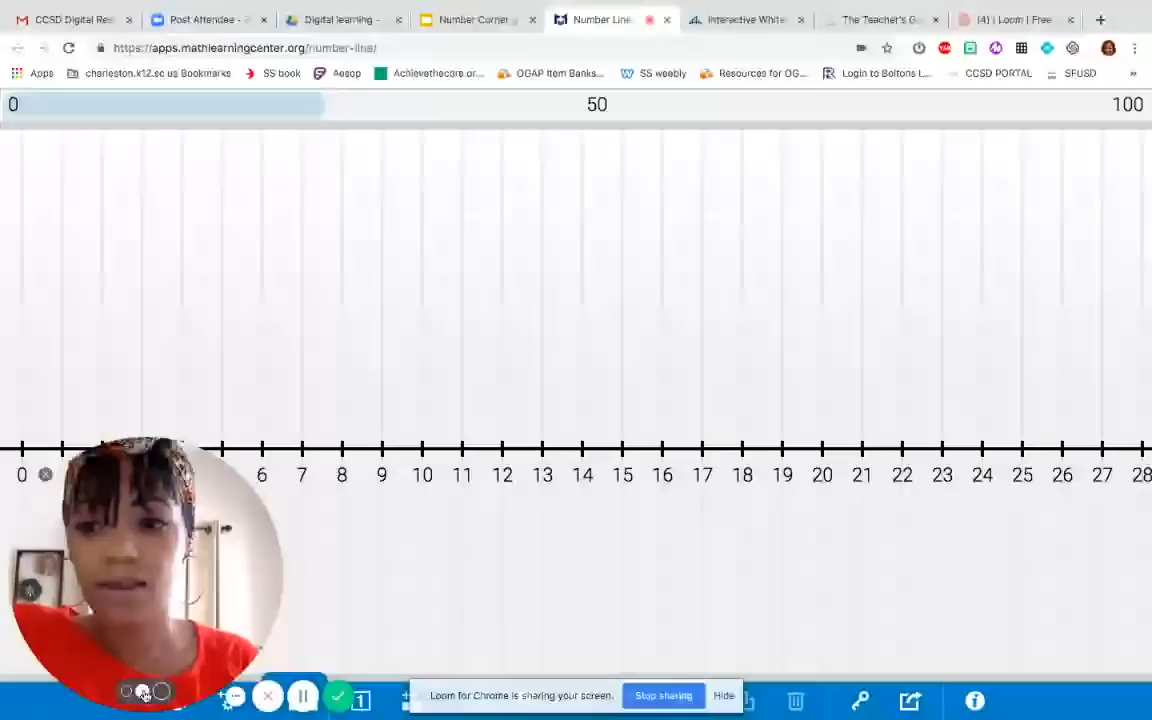 CCSD Digital Res
Post Attendee -
Digital learning -
Number Corner
Number Line
Interactive White
The Teacher's G
(4) | Loom | Free
https://apps.mathlearningcenter.org/number-line/
Apps
charleston.k12.sc.us Bookmarks
SS book
Aesop
Achievethecore.or...
OGAP Item Banks...
SS weekly
Resources for OG...
Login to Boltons L...
CCSD PORTAL
SFUSD
»
0 50 100
0 6 7 8 9 10 11 12 13 14 15 16 17 18 19 20 21 22 23 24 25 26 27 28
1
Loom for Chrome is sharing your screen.
Stop sharing
Hide